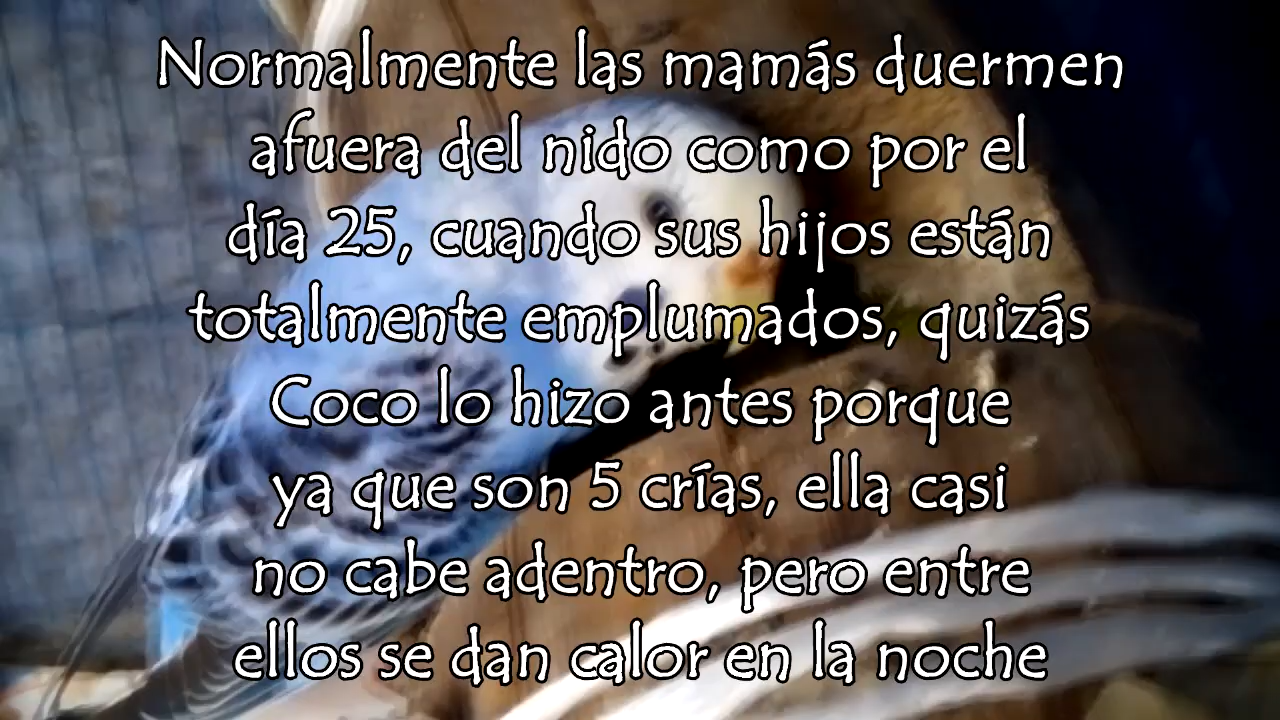 Normalmente las mamás duermen
afuera del nido como por el
día 25, cuando sus hijos están
totalmente emplumados, quizás
Coco lo hizo antes porque
ya que son 5 crías, ella casi
no cabe adentro, pero entre
ellos se dan calor en la noche